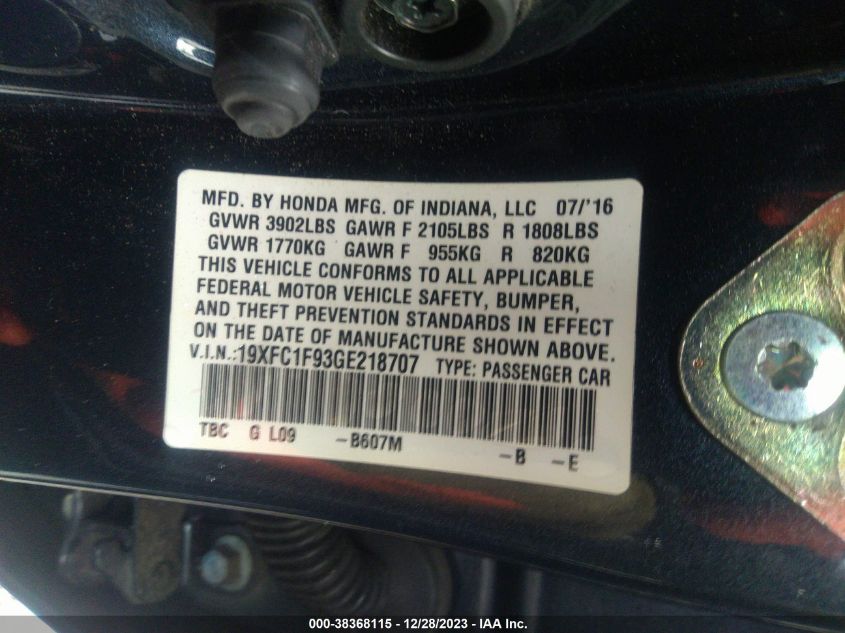 MFD. BY HONDA MFG. OF INDIANA, LLC 07/'16
GVWR 3902LBS GAWR F 2105LBS R 1808LBS
GVWR 1770KG GAWR F 955KG R 820KG
THIS VEHICLE CONFORMS TO ALL APPLICABLE
FEDERAL MOTOR VEHICLE SAFETY, BUMPER,
AND THEFT PREVENTION STANDARDS IN EFFECT
ON THE DATE OF MANUFACTURE SHOWN ABOVE.
V.I.N.:19XFC1F93GE218707 TYPE: PASSENGER CAR
TBC G L09 -B607M -B -E
000-38368115 - 12/28/2023 - IAA Inc.